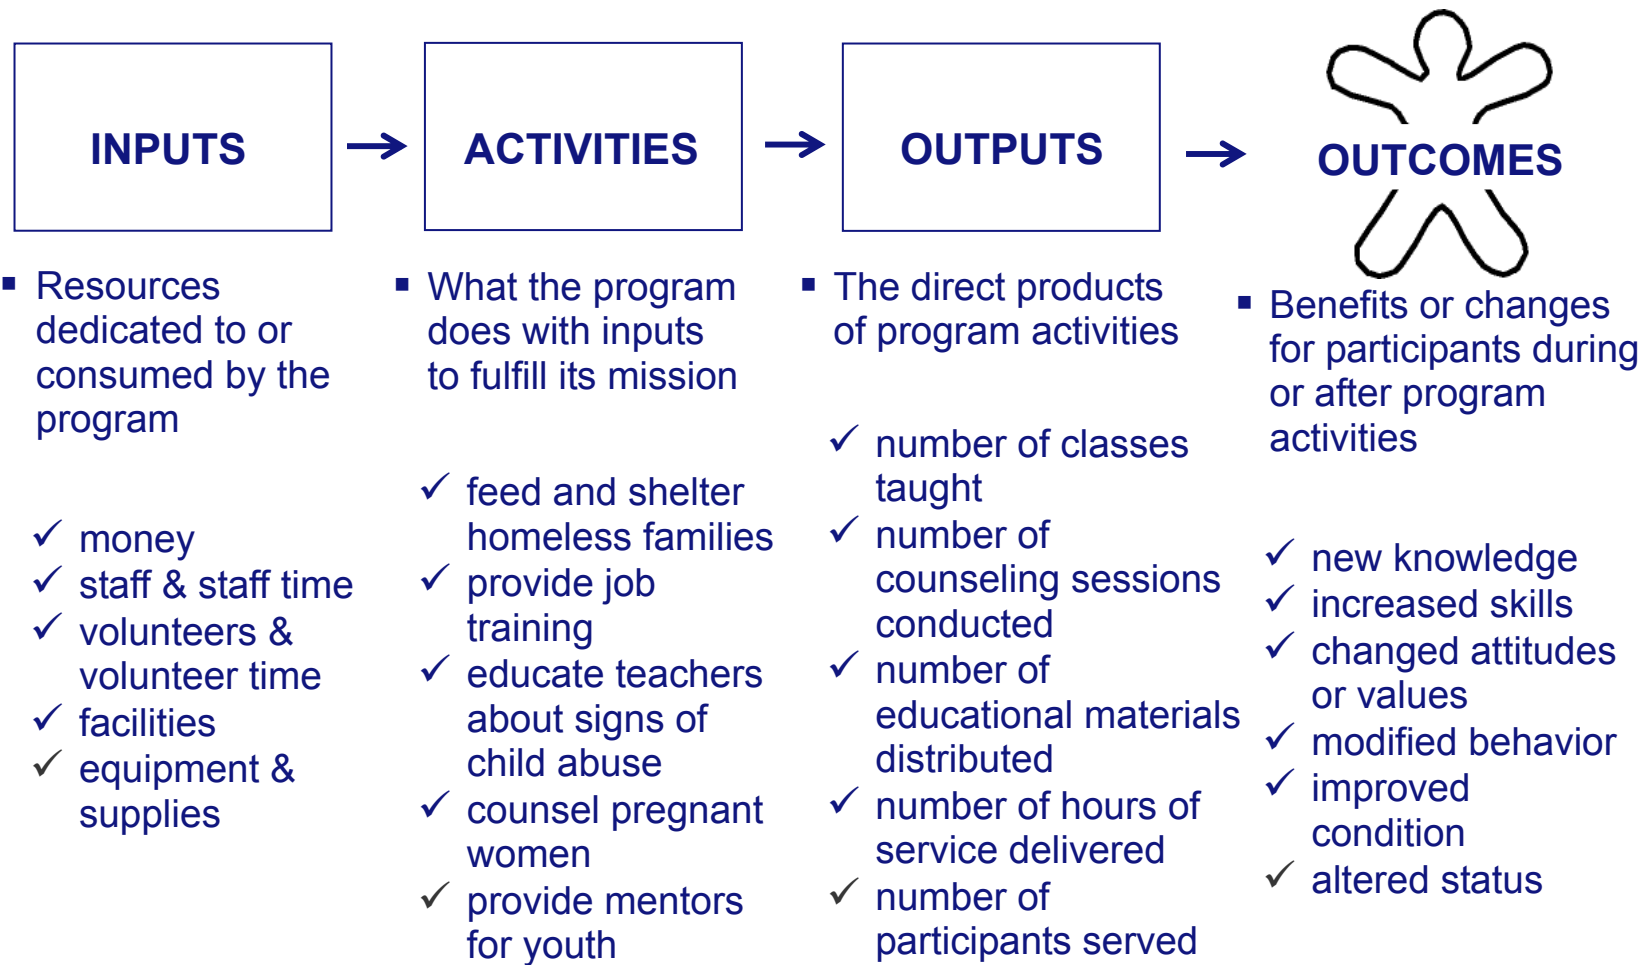 INPUTS
ACTIVITIES
OUTPUTS
OUTCOMES
▪ Resources
dedicated to or
consumed by the
program
✓ money
✓ staff & staff time
✓ volunteers &
volunteer time
✓ facilities
✓ equipment &
supplies
▪ What the program
does with inputs
to fulfill its mission
✓ feed and shelter
homeless families
✓ provide job
training
✓ educate teachers
about signs of
child abuse
✓ counsel pregnant
women
✓ provide mentors
for youth
▪ The direct products
of program activities
✓ number of classes
taught
✓ number of
counseling sessions
conducted
✓ number of
educational materials
distributed
✓ number of hours of
service delivered
✓ number of
participants served
▪ Benefits or changes
for participants during
or after program
activities
✓ new knowledge
✓ increased skills
✓ changed attitudes
or values
✓ modified behavior
✓ improved
condition
✓ altered status